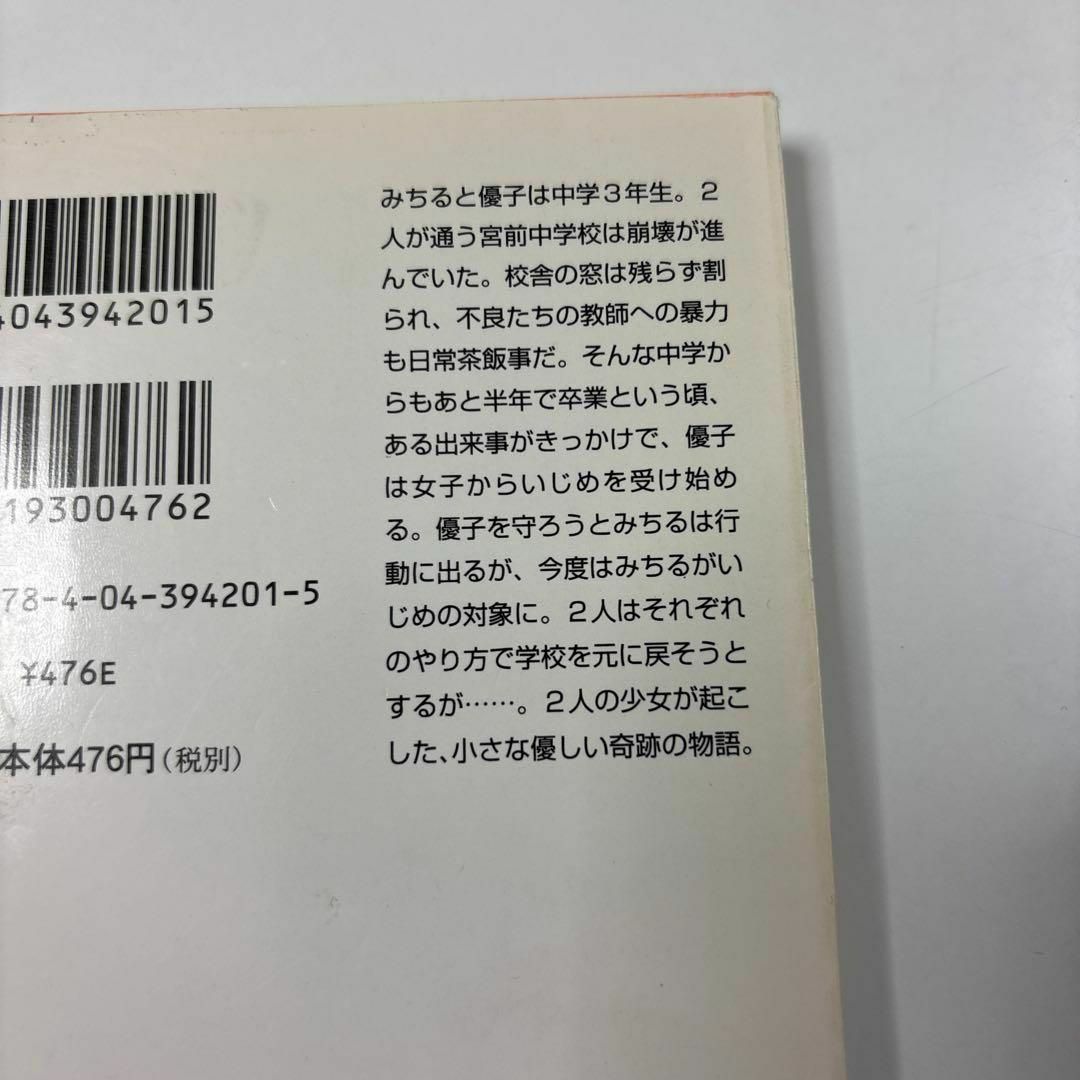 4043942015
193004762
78-4-04-394201-5
¥476E
本体476円(税別)
みちると優子は中学3年生。2
人が通う宮前中学校は崩壊が進
んでいた。校舎の窓は残らず割
られ、不良たちの教師への暴力
も日常茶飯事だ。そんな中学か
らもあと半年で卒業という頃、
ある出来事がきっかけで、優子
は女子からいじめを受け始め
る。優子を守ろうとみちるは行
動に出るが、今度はみちるがい
じめの対象に。2人はそれぞれ
のやり方で学校を元に戻そうと
するが……。2人の少女が起こ
した、小さな優しい奇跡の物語。